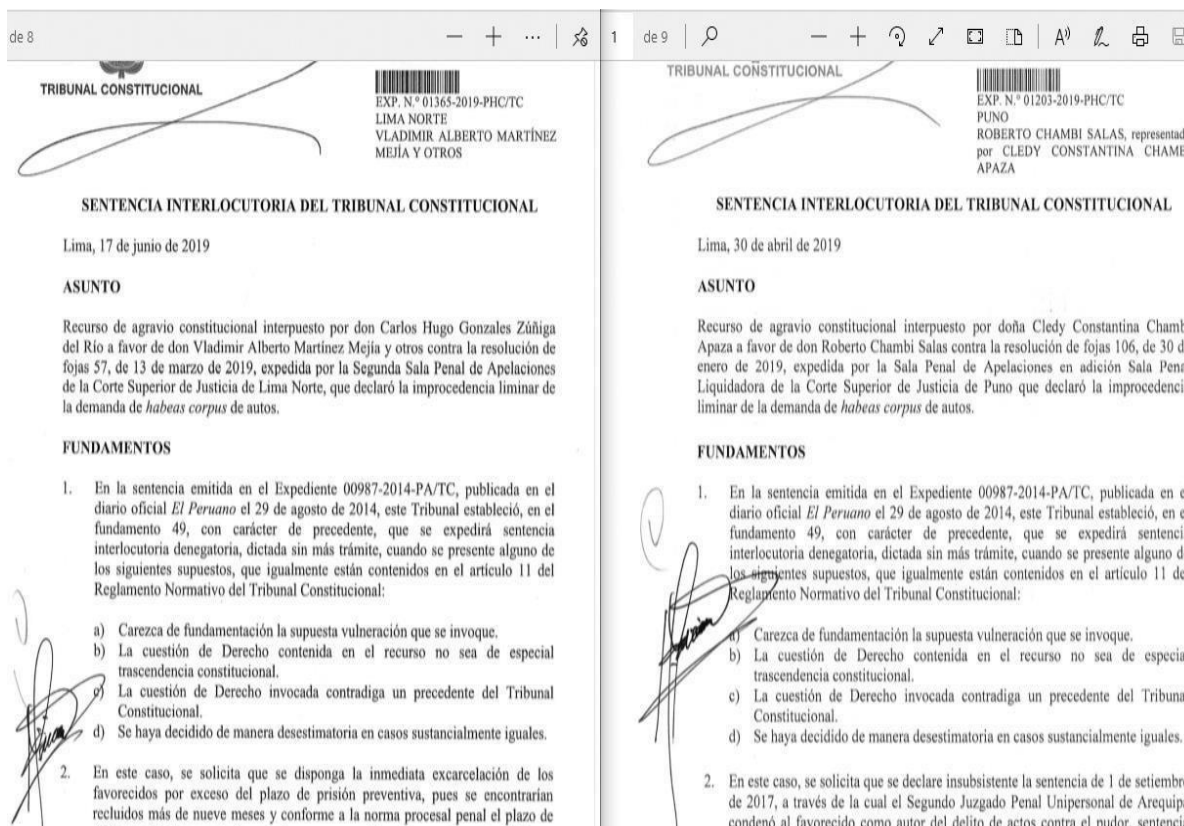 de 8
1 de 9
TRIBUNAL CONSTITUCIONAL
EXP. N.° 01365-2019-PHC/TC
LIMA NORTE
VLADIMIR ALBERTO MARTÍNEZ
MEJÍA Y OTROS
SENTENCIA INTERLOCUTORIA DEL TRIBUNAL CONSTITUCIONAL
Lima, 17 de junio de 2019
ASUNTO
Recurso de agravio constitucional interpuesto por don Carlos Hugo Gonzales Zúñiga
del Río a favor de don Vladimir Alberto Martínez Mejía y otros contra la resolución de
fojas 57, de 13 de marzo de 2019, expedida por la Segunda Sala Penal de Apelaciones
de la Corte Superior de Justicia de Lima Norte, que declaró la improcedencia liminar de
la demanda de habeas corpus de autos.
FUNDAMENTOS
1. En la sentencia emitida en el Expediente 00987-2014-PA/TC, publicada en el
diario oficial El Peruano el 29 de agosto de 2014, este Tribunal estableció, en el
fundamento 49, con carácter de precedente, que se expedirá sentencia
interlocutoria denegatoria, dictada sin más trámite, cuando se presente alguno de
los siguientes supuestos, que igualmente están contenidos en el artículo 11 del
Reglamento Normativo del Tribunal Constitucional:
a) Carezca de fundamentación la supuesta vulneración que se invoque.
b) La cuestión de Derecho contenida en el recurso no sea de especial
trascendencia constitucional.
c) La cuestión de Derecho invocada contradiga un precedente del Tribunal
Constitucional.
d) Se haya decidido de manera desestimatoria en casos sustancialmente iguales.
2. En este caso, se solicita que se disponga la inmediata excarcelación de los
favorecidos por exceso del plazo de prisión preventiva, pues se encontrarían
recluidos más de nueve meses y conforme a la norma procesal penal el plazo de
TRIBUNAL CONSTITUCIONAL
EXP. N.° 01203-2019-PHC/TC
PUNO
ROBERTO CHAMBI SALAS, representad
por CLEDY CONSTANTINA CHAMB
APAZA
SENTENCIA INTERLOCUTORIA DEL TRIBUNAL CONSTITUCIONAL
Lima, 30 de abril de 2019
ASUNTO
Recurso de agravio constitucional interpuesto por doña Cledy Constantina Chamb
Apaza a favor de don Roberto Chambi Salas contra la resolución de fojas 106, de 30 d
enero de 2019, expedida por la Sala Penal de Apelaciones en adición Sala Pena
Liquidadora de la Corte Superior de Justicia de Puno que declaró la improcedenci
liminar de la demanda de habeas corpus de autos.
FUNDAMENTOS
1. En la sentencia emitida en el Expediente 00987-2014-PA/TC, publicada en e
diario oficial El Peruano el 29 de agosto de 2014, este Tribunal estableció, en e
fundamento 49, con carácter de precedente, que se expedirá sentenci
interlocutoria denegatoria, dictada sin más trámite, cuando se presente alguno d
los siguientes supuestos, que igualmente están contenidos en el artículo 11 de
Reglamento Normativo del Tribunal Constitucional:
a) Carezca de fundamentación la supuesta vulneración que se invoque.
b) La cuestión de Derecho contenida en el recurso no sea de especia
trascendencia constitucional.
c) La cuestión de Derecho invocada contradiga un precedente del Tribuna
Constitucional.
d) Se haya decidido de manera desestimatoria en casos sustancialmente iguales.
2. En este caso, se solicita que se declare insubsistente la sentencia de 1 de setiembr
de 2017, a través de la cual el Segundo Juzgado Penal Unipersonal de Arequip
condenó al favorecido como autor del delito de actos contra el pudor, sentencia